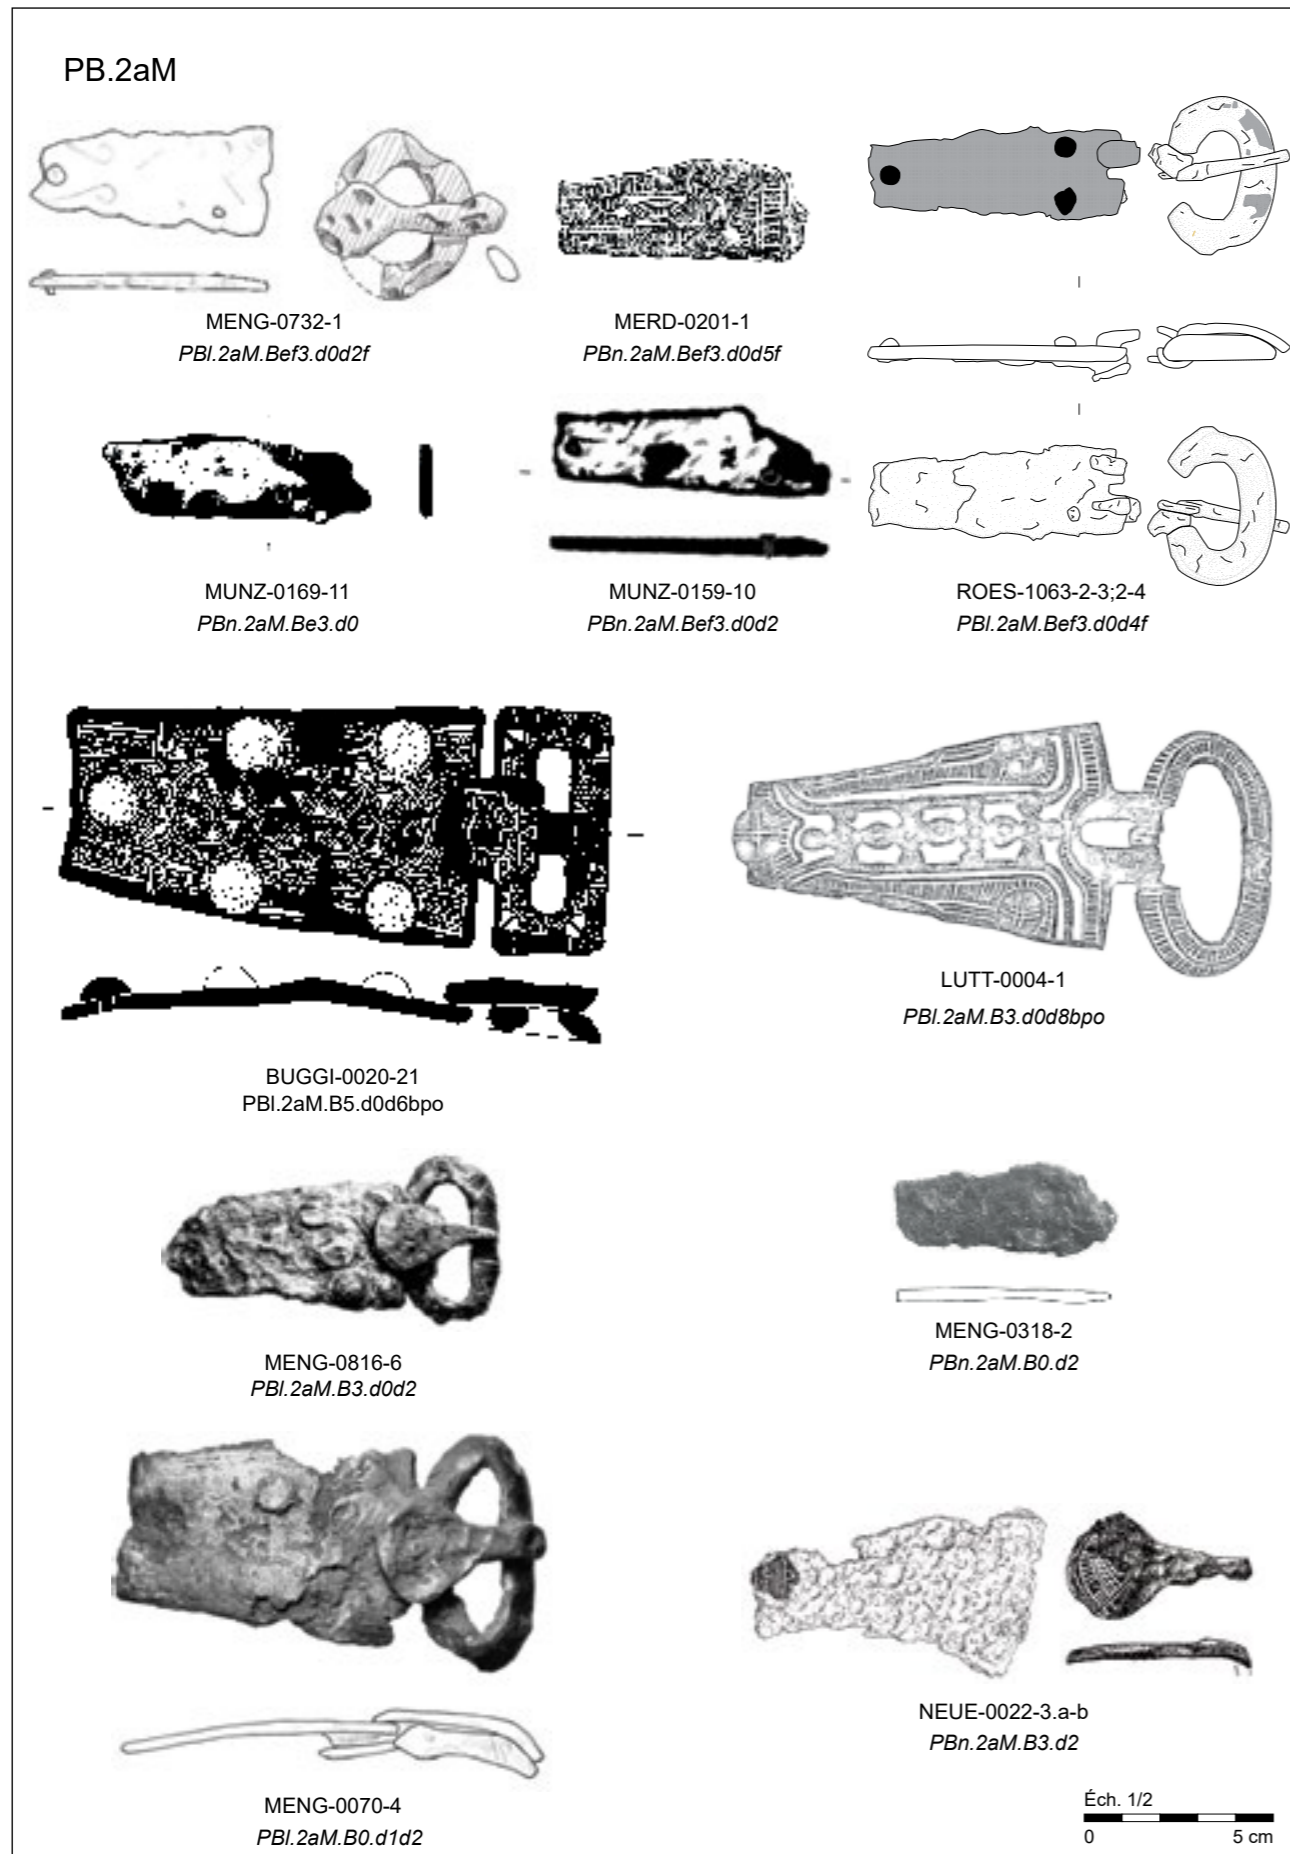 PB.2aM
MENG-0732-1
PBl.2aM.Bef3.d0d2f
MERD-0201-1
PBn.2aM.Bef3.d0d5f
MUNZ-0169-11
PBn.2aM.Be3.d0
MUNZ-0159-10
PBn.2aM.Bef3.d0d2
ROES-1063-2-3;2-4
PBl.2aM.Bef3.d0d4f
BUGGI-0020-21
PBl.2aM.B5.d0d6bpo
LUTT-0004-1
PBl.2aM.B3.d0d8bpo
MENG-0816-6
PBl.2aM.B3.d0d2
MENG-0318-2
PBn.2aM.B0.d2
MENG-0070-4
PBl.2aM.B0.d1d2
NEUE-0022-3.a-b
PBn.2aM.B3.d2
Éch. 1/2
0 5 cm